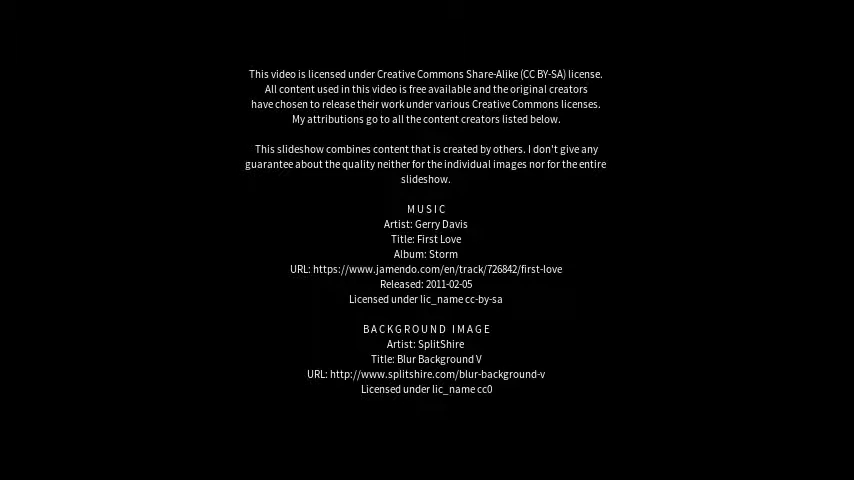 This video is licensed under Creative Commons Share-Alike (CC BY-SA) license.
All content used in this video is free available and the original creators
have chosen to release their work under various Creative Commons licenses.
My attributions go to all the content creators listed below.
This slideshow combines content that is created by others. I don't give any
guarantee about the quality neither for the individual images nor for the entire
slideshow.
MUSIC
Artist: Gerry Davis
Title: First Love
Album: Storm
URL: https://www.jamendo.com/en/track/726842/first-love
Released: 2011-02-05
Licensed under lic_name cc-by-sa
BACKGROUND IMAGE
Artist: SplitShire
Title: Blur Background V
URL: http://www.splitshire.com/blur-background-v
Licensed under lic_name cc0